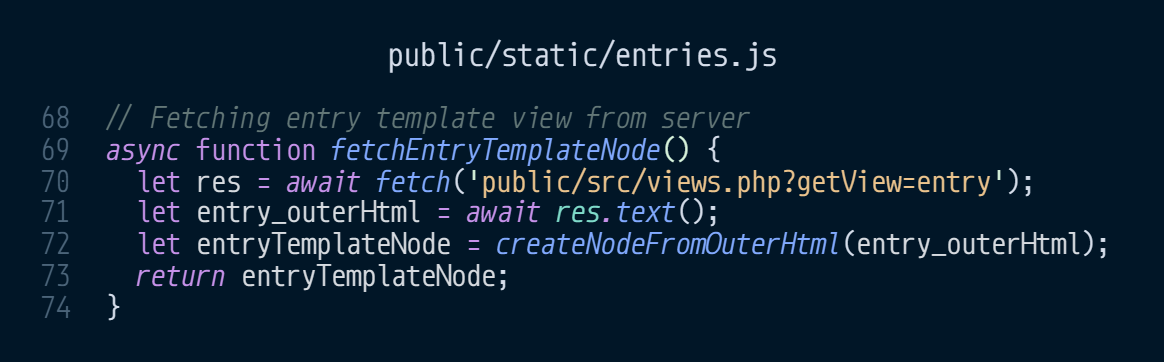 public/static/entries.js
68 // Fetching entry template view from server
69 async function fetchEntryTemplateNode() {
70   let res = await fetch('public/src/views.php?getView=entry');
71   let entry_outerHtml = await res.text();
72   let entryTemplateNode = createNodeFromOuterHtml(entry_outerHtml);
73   return entryTemplateNode;
74 }